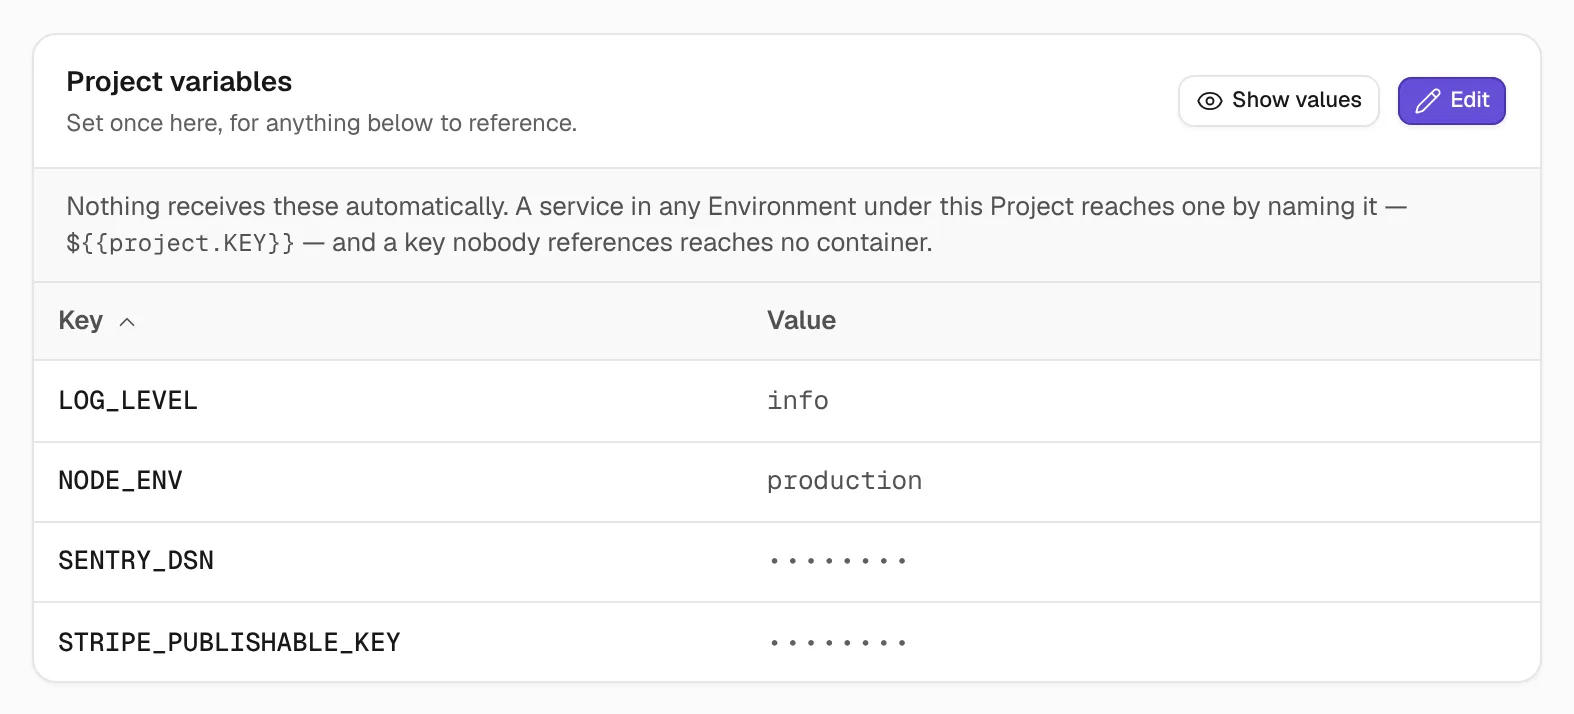 Project variables
Set once here, for anything below to reference.
Show values
Edit
Nothing receives these automatically. A service in any Environment under this Project reaches one by naming it —
${{project.KEY}} — and a key nobody references reaches no container.
Key Value
LOG_LEVEL info
NODE_ENV production
SENTRY_DSN ••••••••
STRIPE_PUBLISHABLE_KEY ••••••••